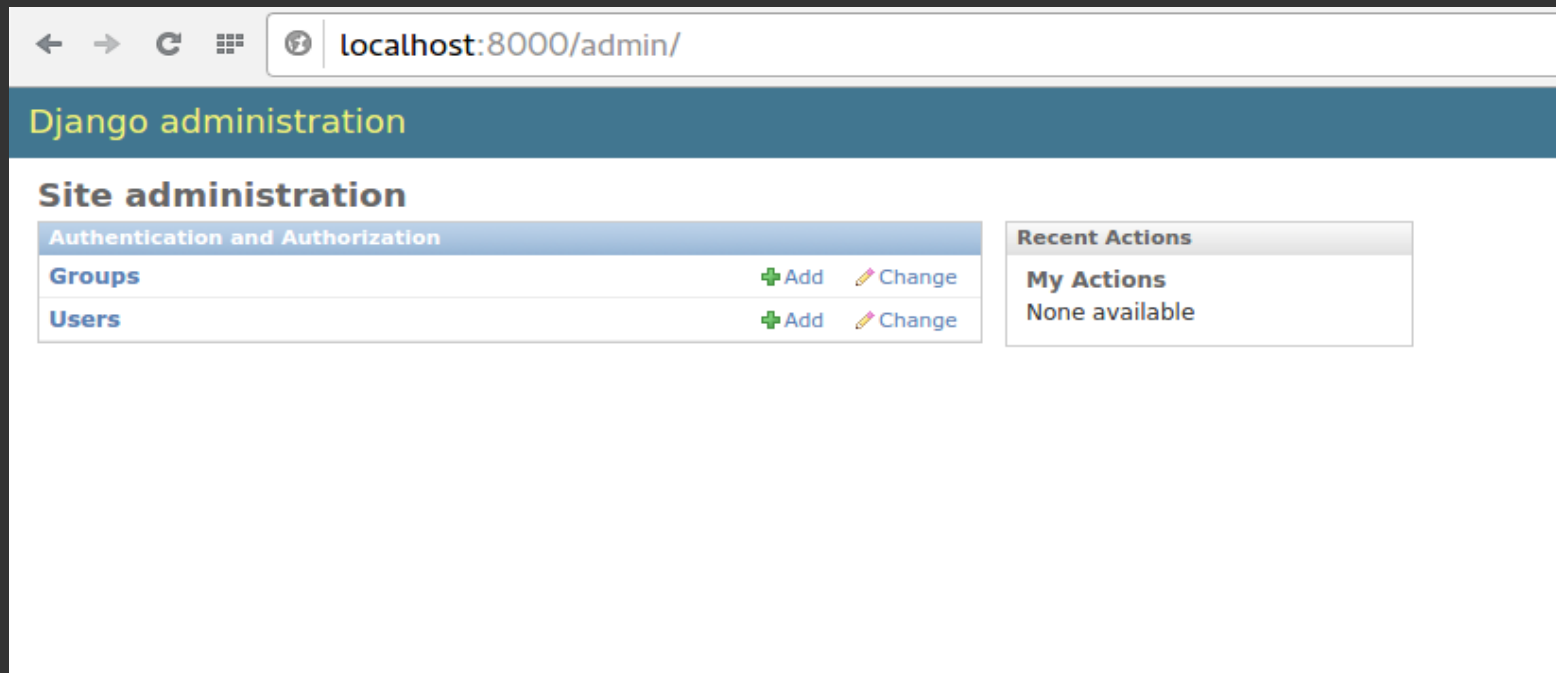 localhost:8000/admin/
Django administration
Site administration
Authentication and Authorization
Groups Add Change
Users Add Change
Recent Actions
My Actions
None available